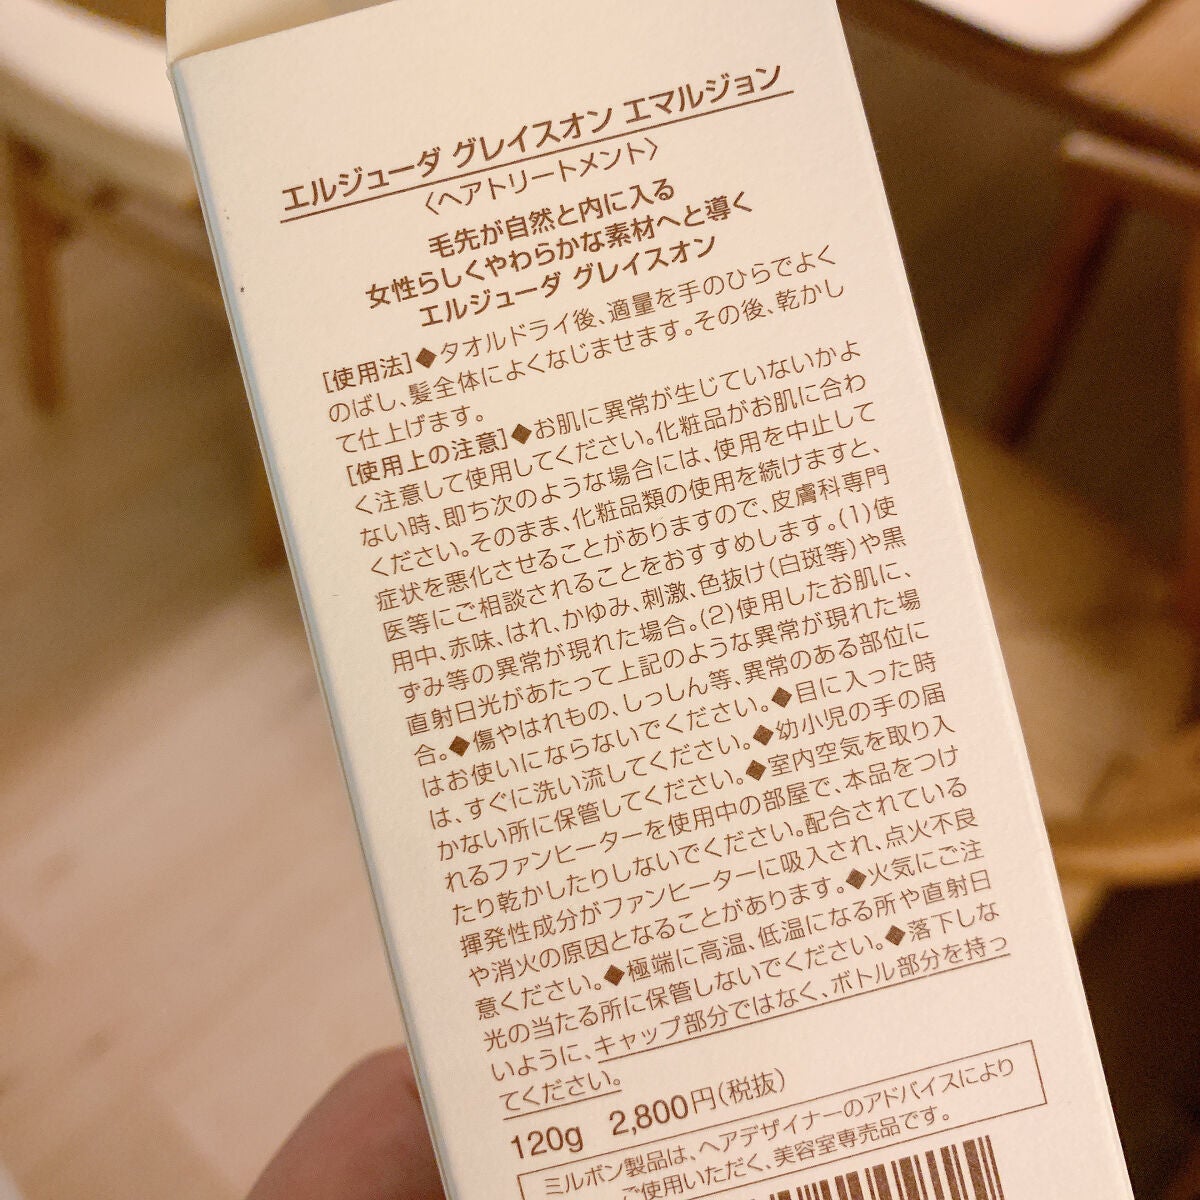 エルジューダ グレイスオン エマルジョン
〈ヘアトリートメント〉
毛先が自然と内に入る
女性らしくやわらかな素材へと導く
エルジューダ グレイスオン
[使用法]◆タオルドライ後、適量を手のひらでよく
のばし、髪全体によくなじませます。その後、乾かし
て仕上げます。
[使用上の注意]◆お肌に異常が生じていないかよ
く注意して使用してください。化粧品がお肌に合わ
ない時、即ち次のような場合には、使用を中止して
ください。そのまま、化粧品類の使用を続けますと、
症状を悪化させることがありますので、皮膚科専門
医等にご相談されることをおすすめします。(1)使
用中、赤味、はれ、かゆみ、刺激、色抜け(白斑等)や黒
ずみ等の異常が現れた場合。(2)使用したお肌に、
直射日光があたって上記のような異常が現れた場
合。◆傷やはれもの、しっしん等、異常のある部位に
はお使いにならないでください。◆目に入った時
は、すぐに洗い流してください。◆幼小児の手の届
かない所に保管してください。◆室内空気を取り入
れるファンヒーターを使用中の部屋で、本品をつけ
たり乾かしたりしないでください。配合されている
揮発性成分がファンヒーターに吸入され、点火不良
や消火の原因となることがあります。◆火気にご注
意ください。◆極端に高温、低温になる所や直射日
光の当たる所に保管しないでください。◆落下しな
いように、キャップ部分ではなく、ボトル部分を持っ
てください。
120g 2,800円(税抜)
ミルボン製品は、ヘアデザイナーのアドバイスにより
ご使用いただく、美容室専売品です。